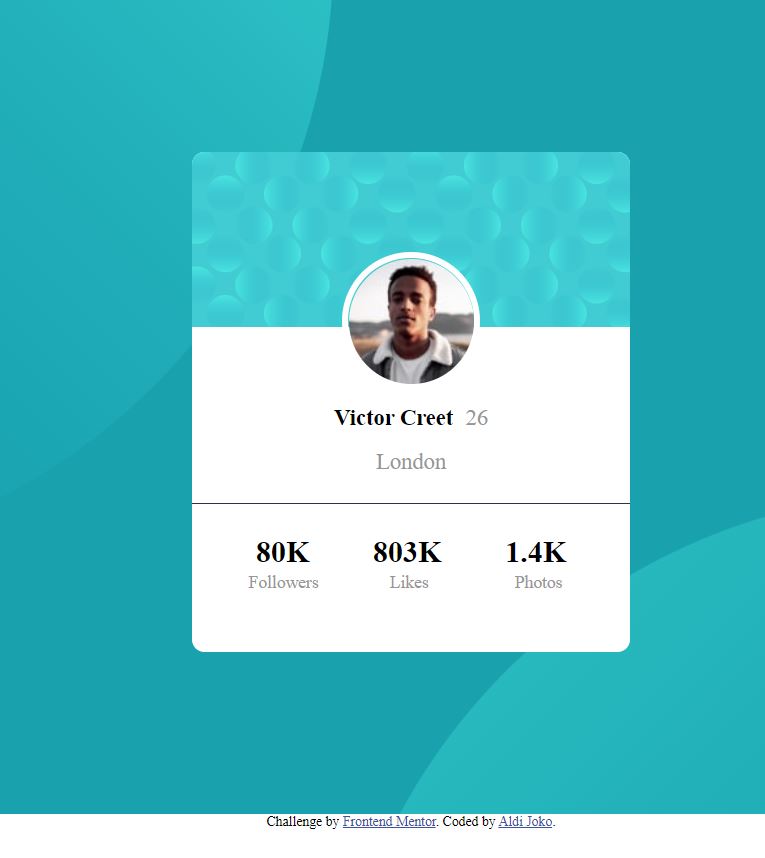 Victor Creet 26
London
80K 803K 1.4K
Followers Likes Photos
Challenge by Frontend Mentor. Coded by Aldi Joko.